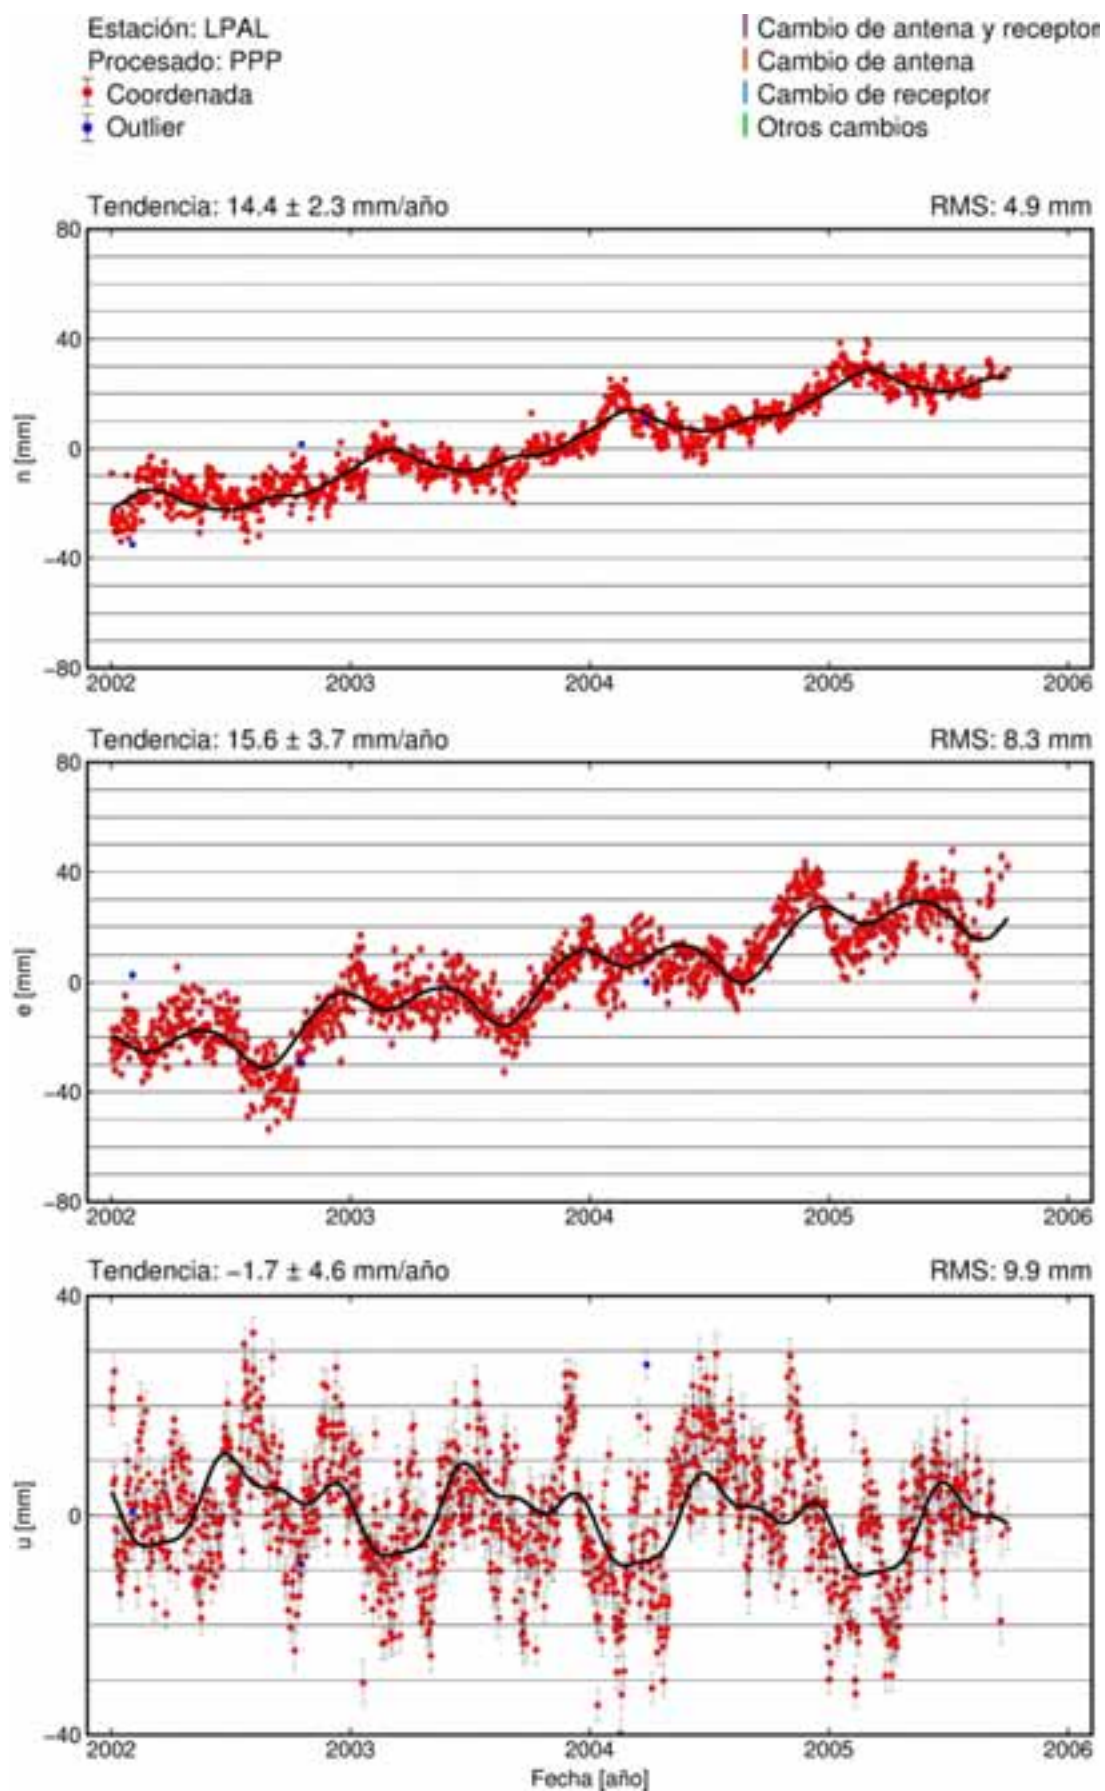 Estación: LPAL
Procesado: PPP
Coordenada
Outlier
Cambio de antena y receptor
Cambio de antena
Cambio de receptor
Otros cambios
Tendencia: 14.4 ± 2.3 mm/año RMS: 4.9 mm
80
40
0
−40
−80
n [mm]
2002 2003 2004 2005 2006
Tendencia: 15.6 ± 3.7 mm/año RMS: 8.3 mm
80
40
0
−40
−80
e [mm]
2002 2003 2004 2005 2006
Tendencia: −1.7 ± 4.6 mm/año RMS: 9.9 mm
40
0
−40
u [mm]
2002 2003 2004 2005 2006
Fecha [año]